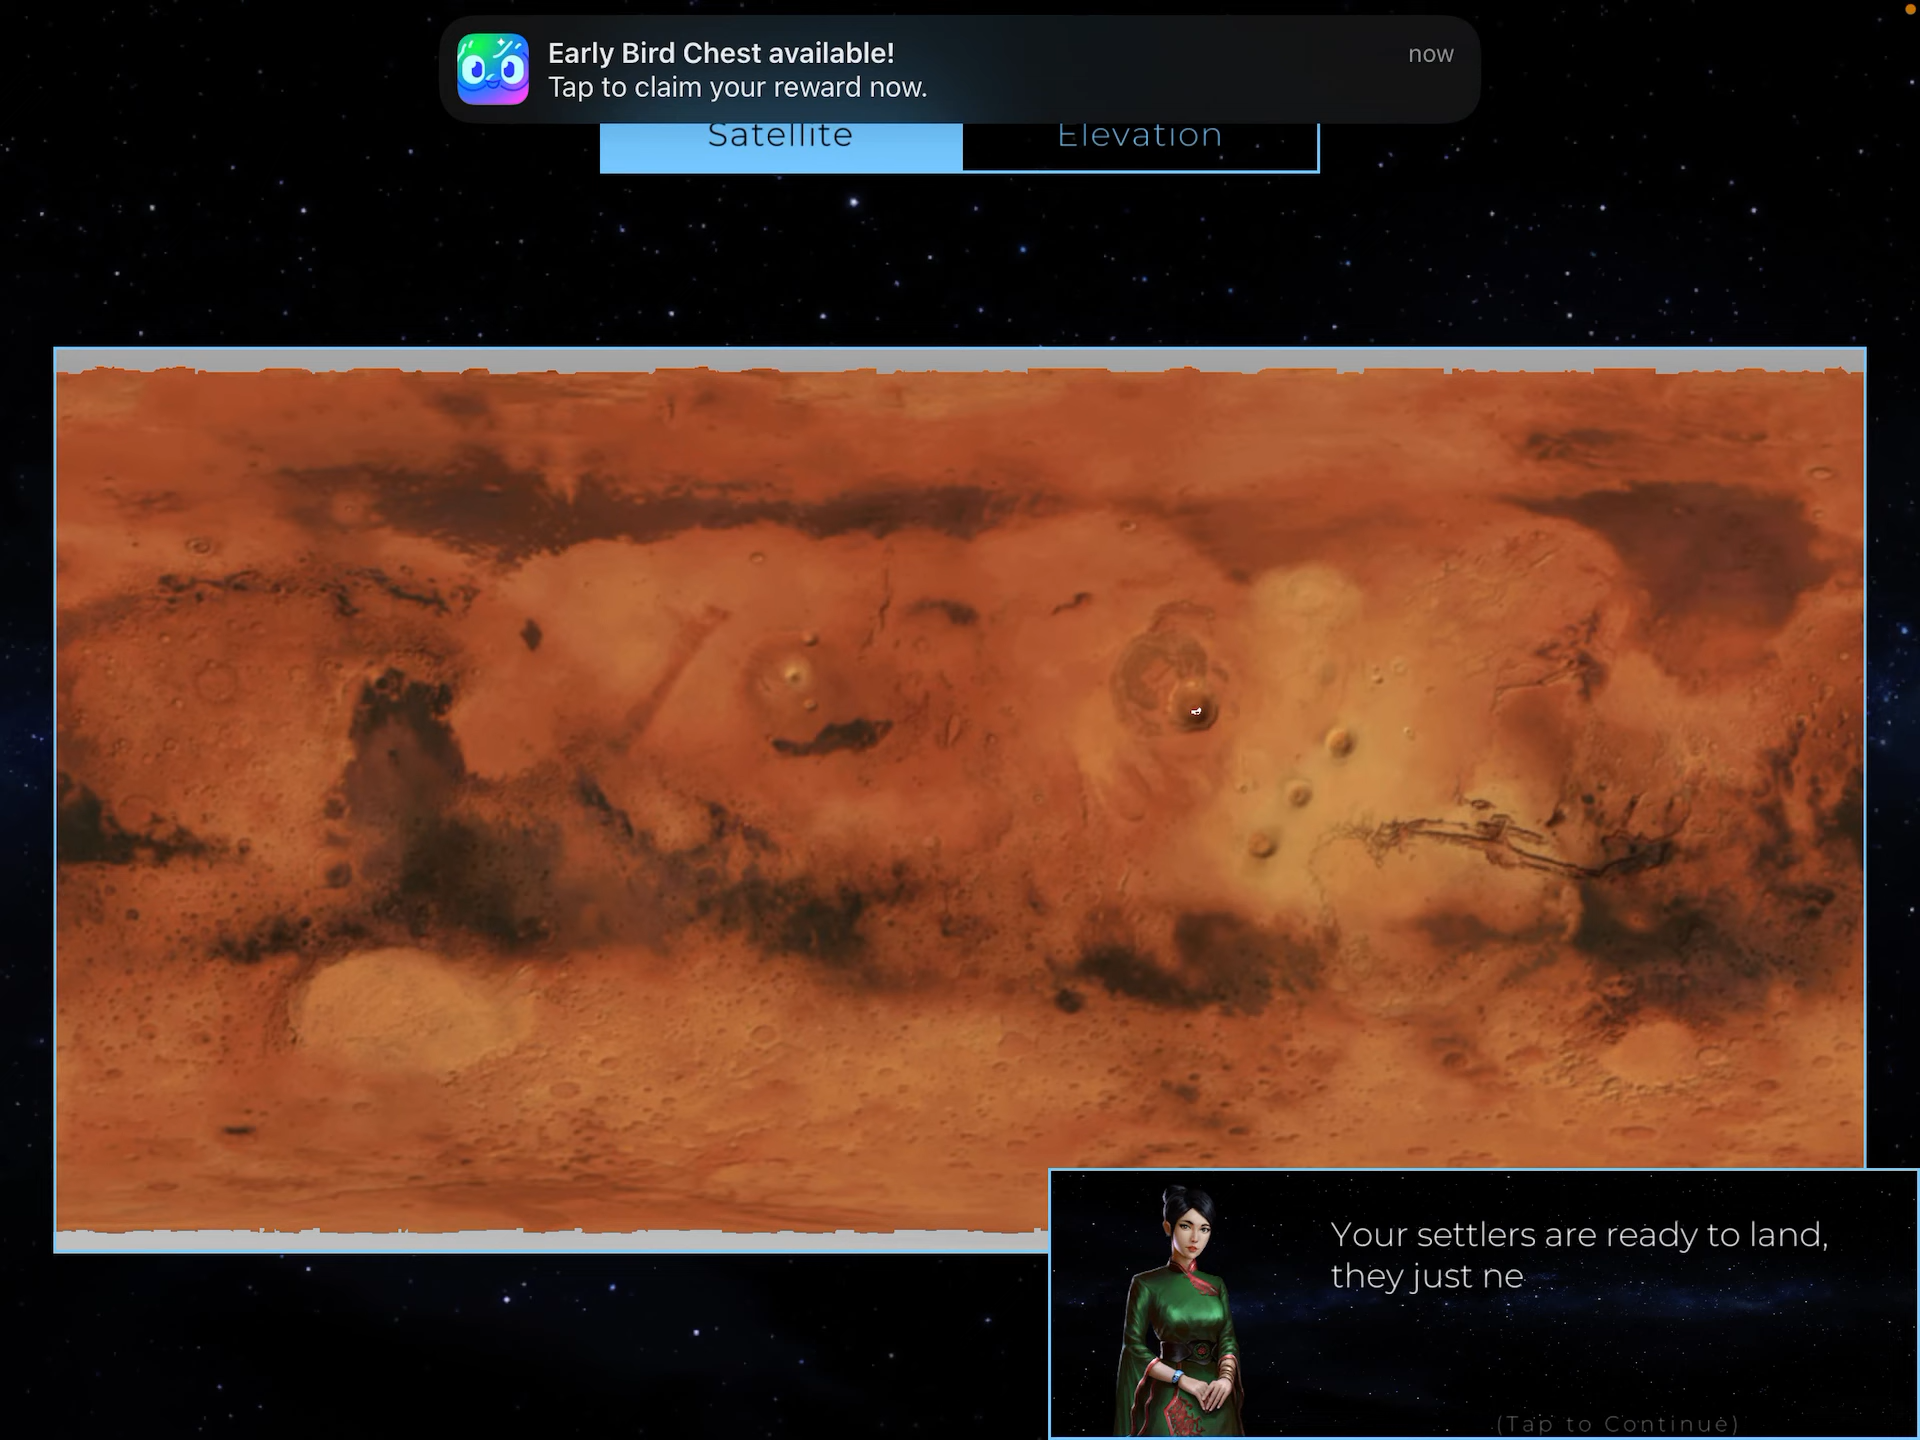 Early Bird Chest available!
now
Tap to claim your reward now.
Satellite
Elevation
Your settlers are ready to land,
they just ne
(Tap to Continue)